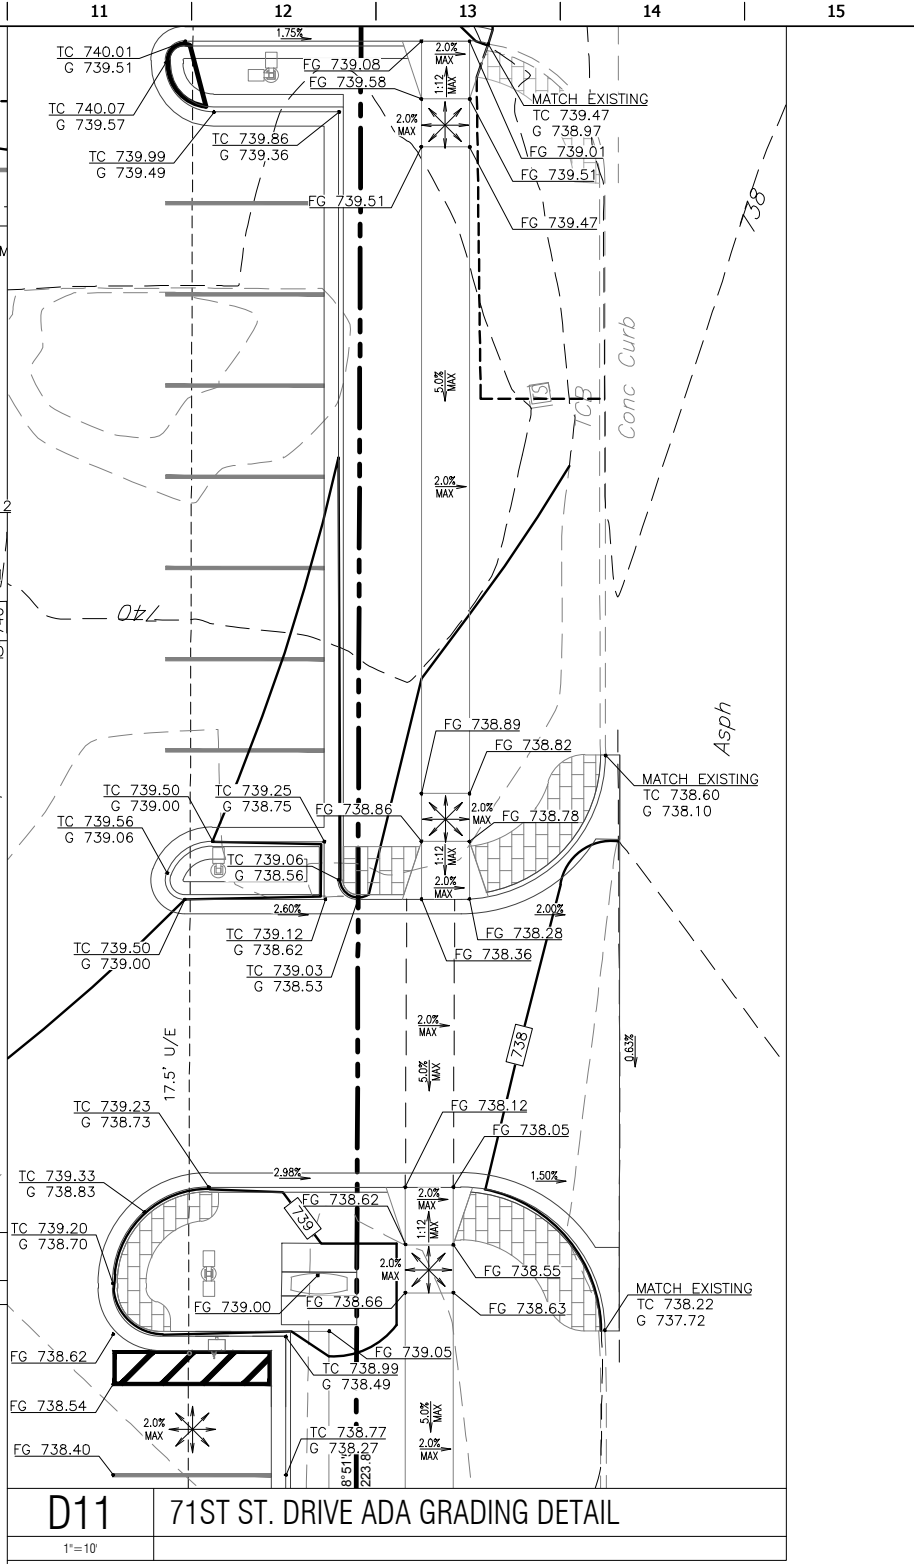 11 12 13 14 15
1.75%
TC 740.01
G 739.51
FG 739.08
FG 739.58
2.0%
MAX
1:12
MAX
2.0%
MAX
MATCH EXISTING
TC 739.47
G 738.97
TC 740.07
G 739.57
TC 739.86
G 739.36
TC 739.99
G 739.49
FG 739.01
FG 739.51
FG 739.51
FG 739.47
738
M
5.0%
MAX
TCB
Conc Curb
2.0%
MAX
2
740
Asph
FG 738.89
FG 738.82
MATCH EXISTING
TC 738.60
G 738.10
TC 739.50
G 739.00
TC 739.25
G 738.75
FG 738.86
2.0%
MAX
FG 738.78
TC 739.56
G 739.06
TC 739.06
G 738.56
1:12
MAX
2.0%
MAX
2.60%
2.00%
TC 739.50
G 739.00
TC 739.12
G 738.62
FG 738.28
FG 738.36
TC 739.03
G 738.53
2.0%
MAX
738
0.63%
17.5' U/E
5.0%
MAX
TC 739.23
G 738.73
FG 738.12
FG 738.05
2.98%
1.50%
TC 739.33
G 738.83
FG 738.62
2.0%
MAX
739
1:12
MAX
TC 739.20
G 738.70
2.0%
MAX
FG 738.55
FG 739.00
FG 738.66
FG 738.63
MATCH EXISTING
TC 738.22
G 737.72
FG 738.62
FG 739.05
TC 738.99
G 738.49
FG 738.54
2.0%
MAX
5.0%
MAX
TC 738.77
G 738.27
2.0%
MAX
FG 738.40
8°51'
223.8
D11 71ST ST. DRIVE ADA GRADING DETAIL
1"=10'